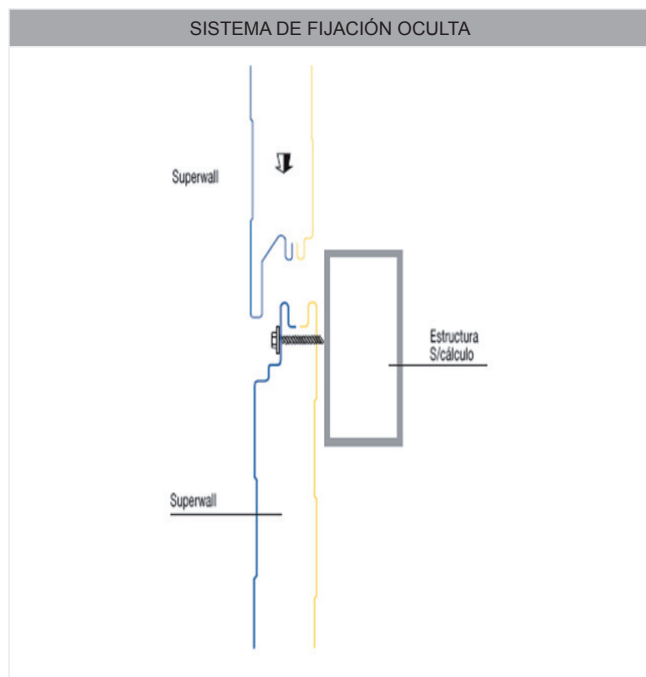 SISTEMA DE FIJACIÓN OCULTA
Superwall
Estructura
S/cálculo
Superwall